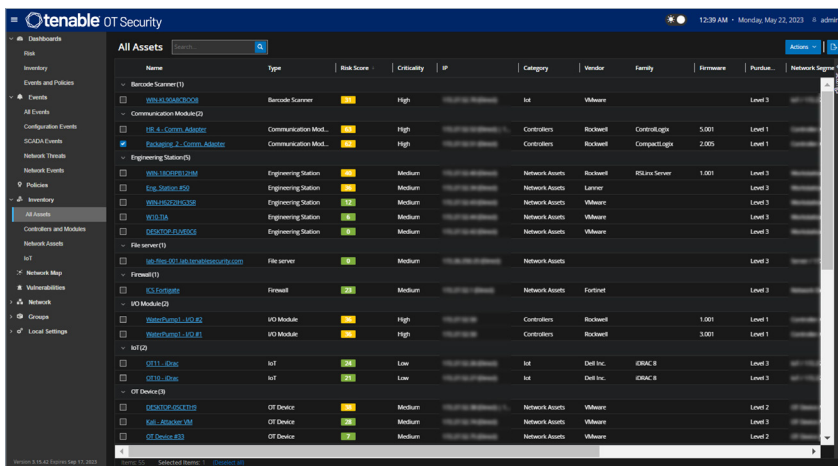 tenable OT Security
12:39 AM • Monday, May 22, 2023 admin
Dashboards
Risk
Inventory
Events and Policies
Events
All Events
Configuration Events
SCADA Events
Network Threats
Network Events
Policies
Inventory
All Assets
Controllers and Modules
Network Assets
IoT
Network Map
Vulnerabilities
Network
Groups
Local Settings
Version 3.15.42 Expires Sep 17, 2023
All Assets Search... Actions
Name Type Risk Score Criticality IP Category Vendor Family Firmware Purdue... Network Segme
Barcode Scanner(1)
WIN-KL90A8CBOO8 Barcode Scanner High Iot VMware Level 3
Communication Module(2)
HR_4 - Comm. Adapter Communication Mod... High Controllers Rockwell ControlLogix 5.001 Level 1
Packaging_2 - Comm. Adapter Communication Mod... High Controllers Rockwell CompactLogix 2.005 Level 1
Engineering Station(5)
WIN-18ORPB12HM Engineering Station Medium Network Assets Rockwell RSLinx Server 1.001 Level 3
Eng. Station #50 Engineering Station Medium Network Assets Lanner Level 3
WIN-H62F2IHG3SR Engineering Station 12 Medium Network Assets VMware Level 3
W10-TIA Engineering Station 6 Medium Network Assets VMware Level 3
Engineering Station 0 Medium Network Assets VMware Level 3
File server(1)
lab-files-001.lab.tenablesecurity.com File server 0 Medium Network Assets Level 3
Firewall(1)
ICS Fortigate Firewall 23 Medium Network Assets Fortinet Level 3
I/O Module(2)
WaterPump1 - I/O #2 I/O Module High Controllers Rockwell 1.001 Level 1
WaterPump1 - I/O #1 I/O Module High Controllers Rockwell 3.001 Level 1
IoT(2)
OT11 - iDrac IoT 24 Low Iot Dell Inc. iDRAC 8 Level 3
OT10 - iDrac IoT 21 Low Iot Dell Inc. iDRAC 8 Level 3
OT Device(3)
DESKTOP-0SCETH9 OT Device Medium Network Assets VMware Level 2
Kali - Attacker VM OT Device 28 Medium Network Assets VMware Level 2
OT Device #33 OT Device 7 Medium Network Assets VMware Level 2
Items: 55 Selected Items: 1 (Deselect all)